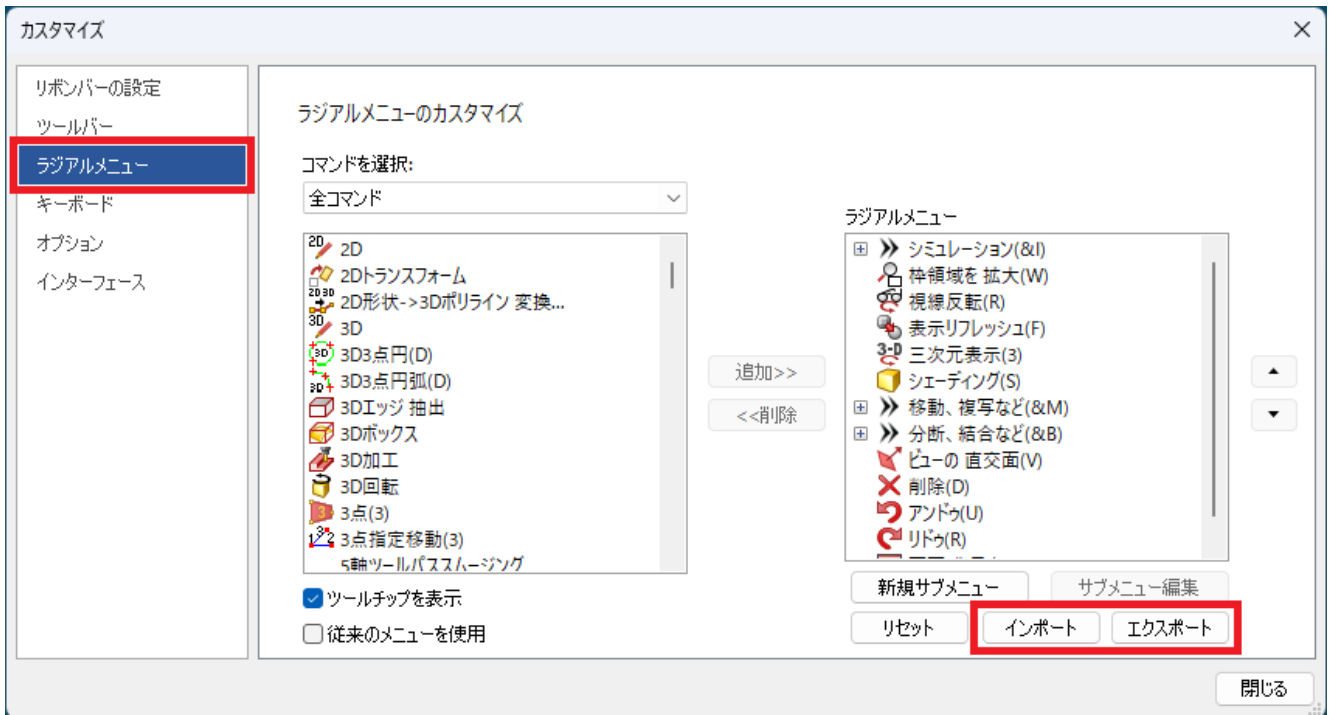 カスタマイズ
リボンバーの設定
ツールバー
ラジアルメニュー
キーボード
オプション
インターフェース
ラジアルメニューのカスタマイズ
コマンドを選択:
全コマンド
2D
2Dトランスフォーム
2D形状->3Dポリライン 変換...
3D
3D3点円(D)
3D3点円弧(D)
3Dエッジ 抽出
3Dボックス
3D加工
3D回転
3点(3)
3点指定移動(3)
5軸ツールパススムージング
ツールチップを表示
従来のメニューを使用
追加>>
<<削除
ラジアルメニュー
シミュレーション(&I)
枠領域を 拡大(W)
視線反転(R)
表示リフレッシュ(F)
三次元表示(3)
シェーディング(S)
移動、複写など(&M)
分断、結合など(&B)
ビューの 直交面(V)
削除(D)
アンドゥ(U)
リドゥ(R)
新規サブメニュー
サブメニュー編集
リセット
インポート
エクスポート
閉じる